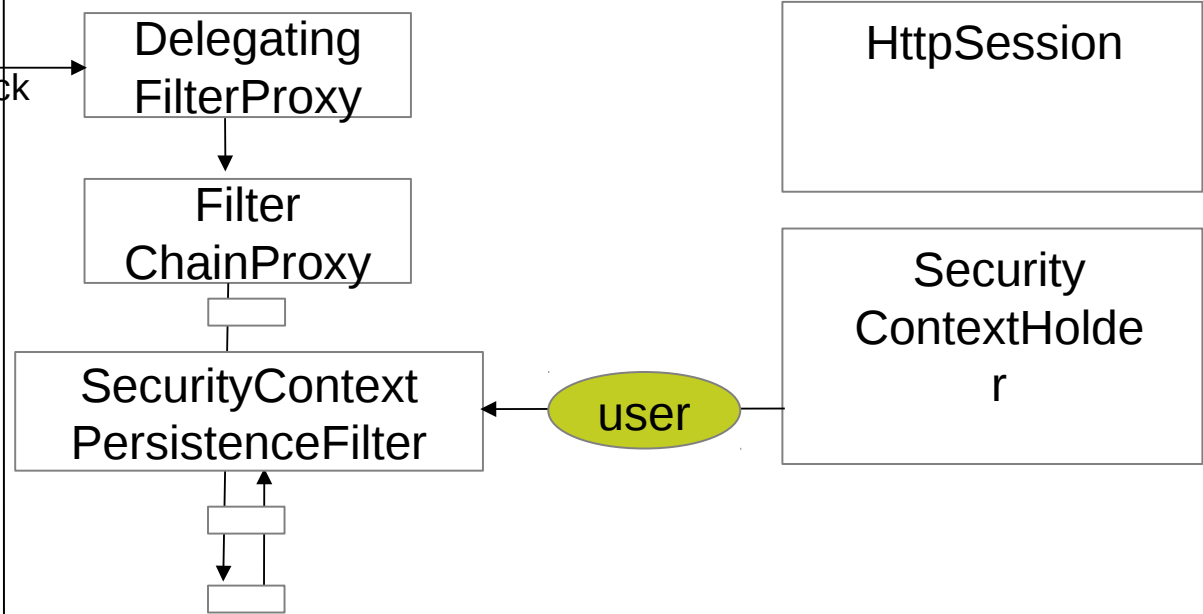 Delegating
FilterProxy
HttpSession
ck
Filter
ChainProxy
Security
ContextHolde
r
SecurityContext
PersistenceFilter
user